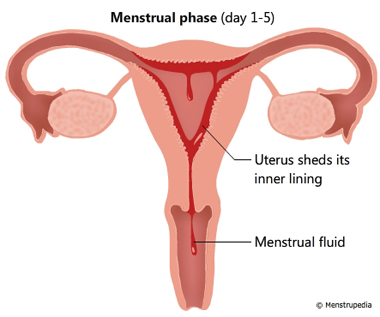 Menstrual phase (day 1-5)
Uterus sheds its
inner lining
Menstrual fluid
© Menstrupedia